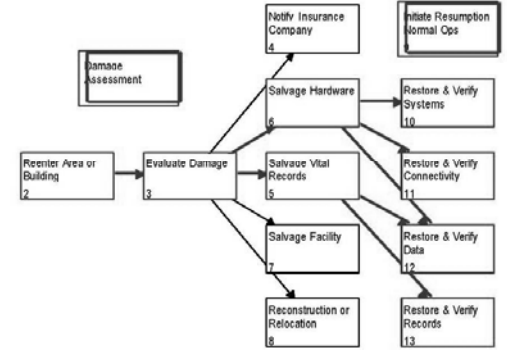 Notify Insurance
Company
4
Initiate Resumption
Normal Ops
Damage
Assessment
Salvage Hardware
6
Restore & Verify
Systems
10
Reenter Area or
Building
2
Evaluate Damage
3
Salvage Vital
Records
5
Restore & Verify
Connectivity
11
Salvage Facility
7
Restore & Verify
Data
12
Reconstruction or
Relocation
8
Restore & Verify
Records
13